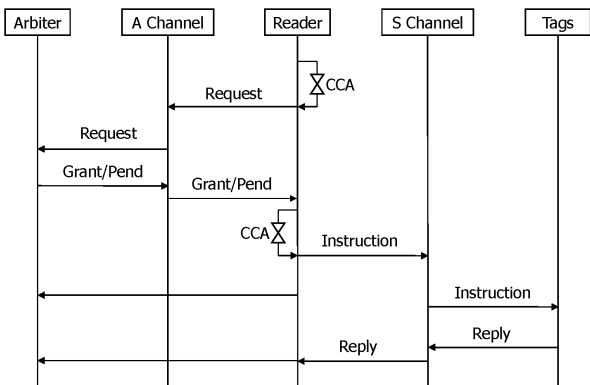 Arbiter
A Channel
Reader
S Channel
Tags
CCA
Request
Request
Grant/Pend
Grant/Pend
CCA
Instruction
Instruction
Reply
Reply